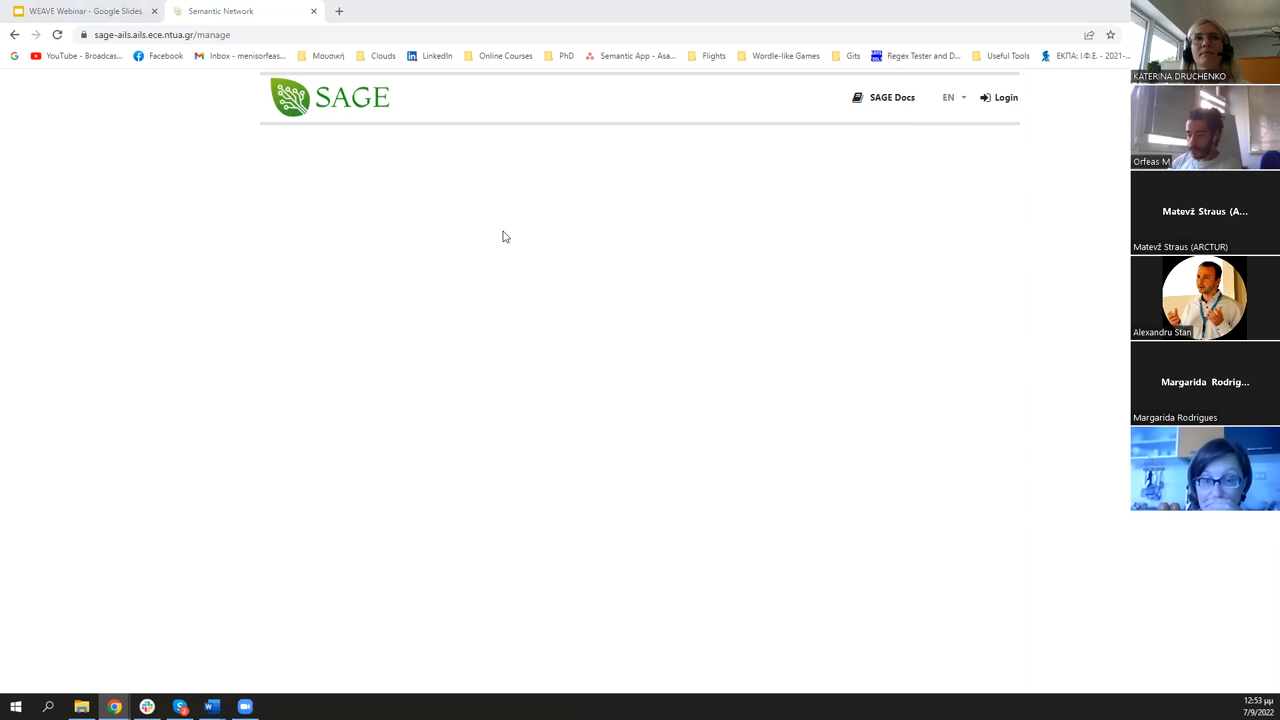 WEAVE Webinar - Google Slides
Semantic Network
sage-ails.ails.ece.ntua.gr/manage
YouTube - Broadcas...
Facebook
Inbox - menisorfeas...
Μουσική
Clouds
LinkedIn
Online Courses
PhD
Semantic App - Asa...
Flights
Wordle-like Games
Gits
Regex Tester and D...
Useful Tools
ΕΚΠΑ: Ι.Φ.Ε. - 2021-...
SAGE
SAGE Docs
EN
Login
KATERINA DRUCHENKO
Orfeas M
Matevž Straus (A...
Matevž Straus (ARCTUR)
Alexandru Stan
Margarida Rodrig...
Margarida Rodrigues
12:53 μμ
7/9/2022